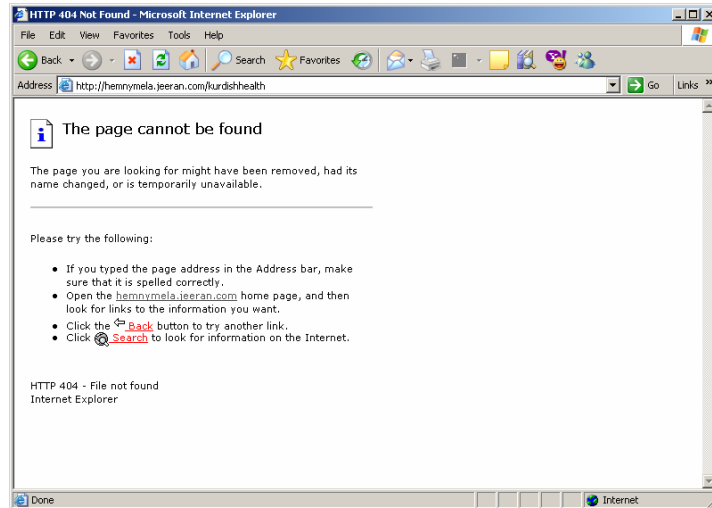 HTTP 404 Not Found - Microsoft Internet Explorer
File Edit View Favorites Tools Help
Back Search Favorites
Address http://hemnymela.jeeran.com/kurdishhealth Go Links »
The page cannot be found
The page you are looking for might have been removed, had its
name changed, or is temporarily unavailable.
Please try the following:
• If you typed the page address in the Address bar, make
sure that it is spelled correctly.
• Open the hemnymela.jeeran.com home page, and then
look for links to the information you want.
• Click the Back button to try another link.
• Click Search to look for information on the Internet.
HTTP 404 - File not found
Internet Explorer
Done Internet